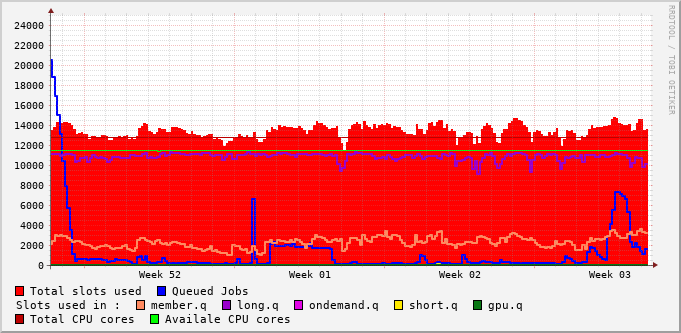 RRDTOOL / TOBI OETIKER
24000
22000
20000
18000
16000
14000
12000
10000
8000
6000
4000
2000
0
Week 52 Week 01 Week 02 Week 03
Total slots used Queued Jobs
Slots used in : member.q long.q ondemand.q short.q gpu.q
Total CPU cores Availale CPU cores